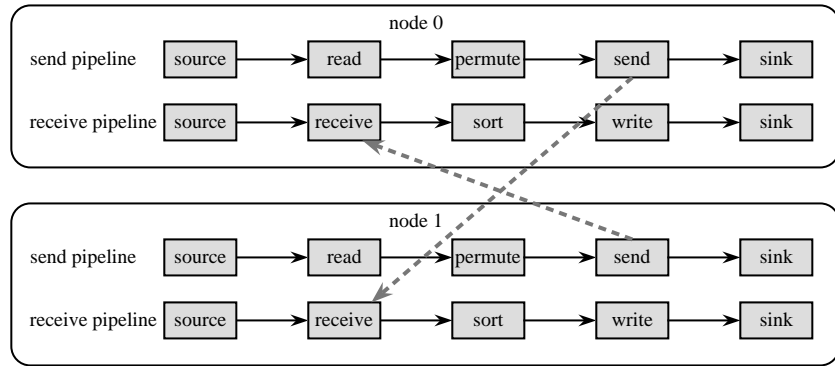 node 0
send pipeline source read permute send sink
receive pipeline source receive sort write sink
node 1
send pipeline source read permute send sink
receive pipeline source receive sort write sink